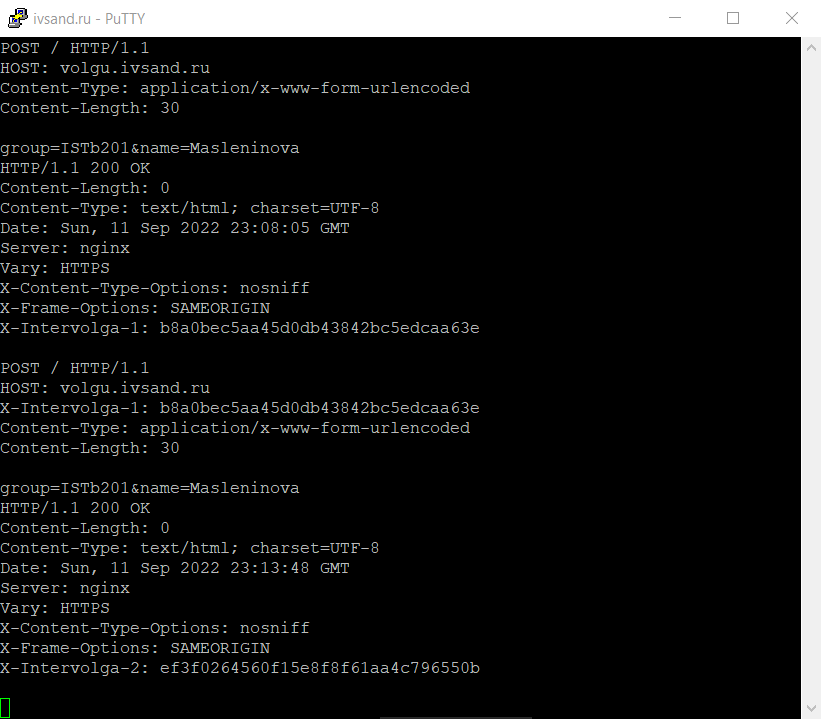 ivsand.ru - PuTTY
POST / HTTP/1.1
HOST: volgu.ivsand.ru
Content-Type: application/x-www-form-urlencoded
Content-Length: 30
group=ISTb201&name=Masleninova
HTTP/1.1 200 OK
Content-Length: 0
Content-Type: text/html; charset=UTF-8
Date: Sun, 11 Sep 2022 23:08:05 GMT
Server: nginx
Vary: HTTPS
X-Content-Type-Options: nosniff
X-Frame-Options: SAMEORIGIN
X-Intervolga-1: b8a0bec5aa45d0db43842bc5edcaa63e
POST / HTTP/1.1
HOST: volgu.ivsand.ru
X-Intervolga-1: b8a0bec5aa45d0db43842bc5edcaa63e
Content-Type: application/x-www-form-urlencoded
Content-Length: 30
group=ISTb201&name=Masleninova
HTTP/1.1 200 OK
Content-Length: 0
Content-Type: text/html; charset=UTF-8
Date: Sun, 11 Sep 2022 23:13:48 GMT
Server: nginx
Vary: HTTPS
X-Content-Type-Options: nosniff
X-Frame-Options: SAMEORIGIN
X-Intervolga-2: ef3f0264560f15e8f8f61aa4c796550b